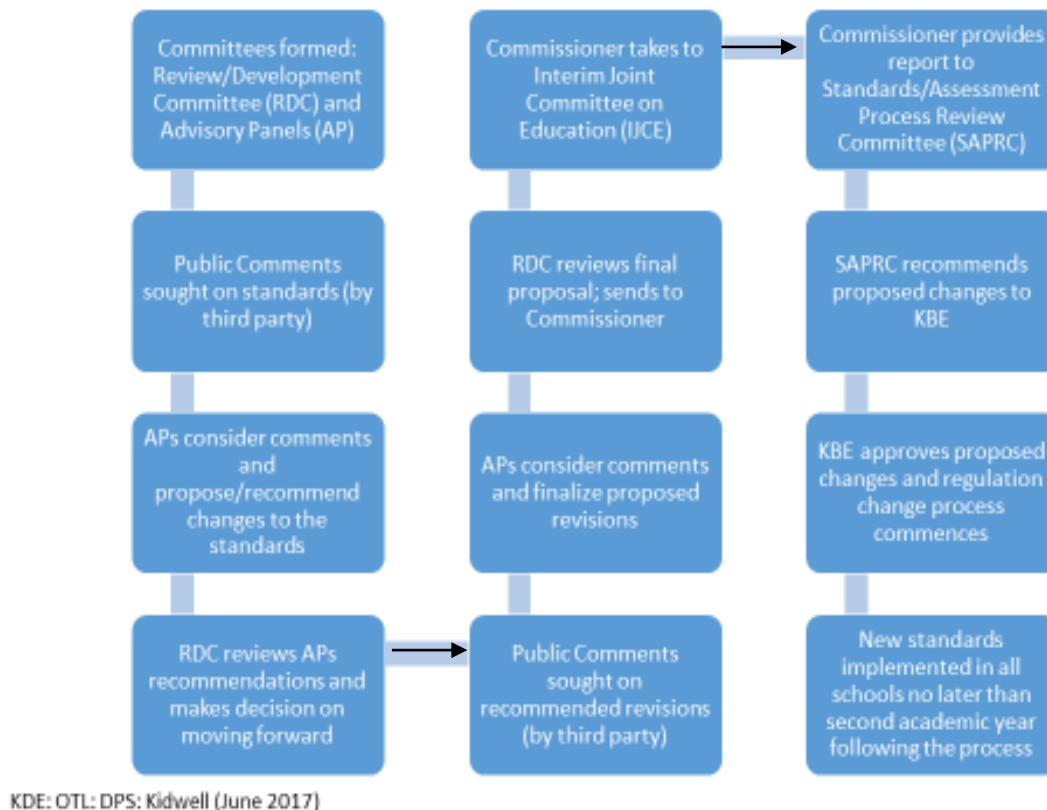 Committees formed:
Review/Development
Committee (RDC) and
Advisory Panels (AP)
Public Comments
sought on standards (by
third party)
APs consider comments
and
propose/recommend
changes to the
standards
RDC reviews APs
recommendations and
makes decision on
moving forward
Public Comments
sought on
recommended revisions
(by third party)
APs consider comments
and finalize proposed
revisions
RDC reviews final
proposal; sends to
Commissioner
Commissioner takes to
Interim Joint
Committee on
Education (IJCE)
Commissioner provides
report to
Standards/Assessment
Process Review
Committee (SAPRC)
SAPRC recommends
proposed changes to
KBE
KBE approves proposed
changes and regulation
change process
commences
New standards
implemented in all
schools no later than
second academic year
following the process
KDE: OTL: DPS: Kidwell (June 2017)